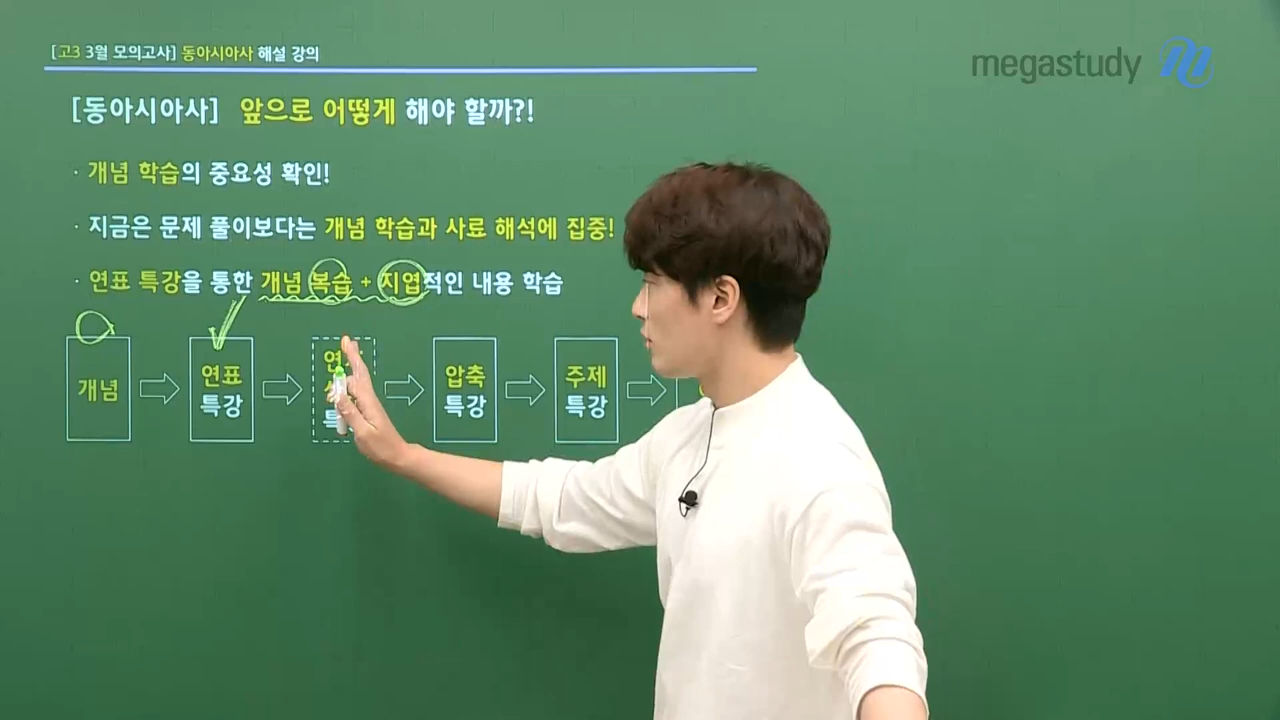 [고3 3월 모의고사] 동아시아사 해설 강의
megastudy
[동아시아사] 앞으로 어떻게 해야 할까?!
· 개념 학습의 중요성 확인!
· 지금은 문제 풀이보다는 개념 학습과 사료 해석에 집중!
· 연표 특강을 통한 개념 복습 + 지엽적인 내용 학습
개념
연표
특강
압축
특강
주제
특강